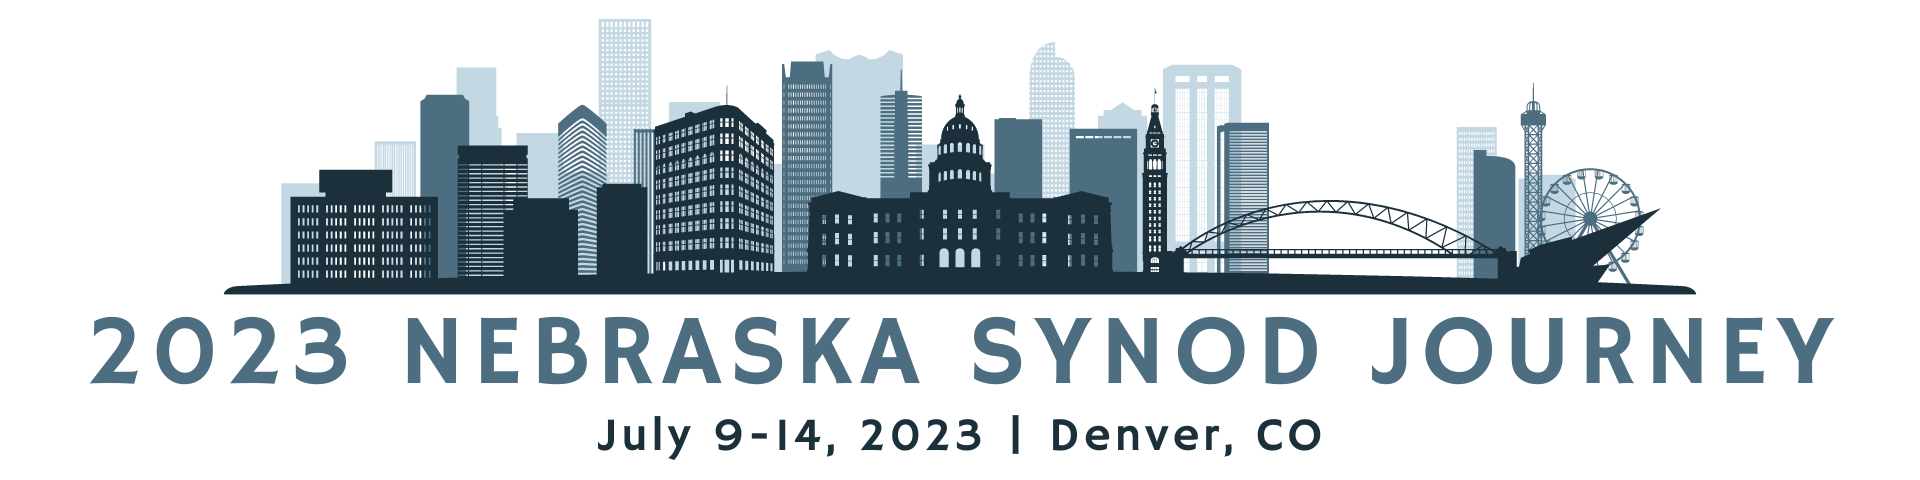 2023 NEBRASKA SYNOD JOURNEY
July 9-14, 2023 | Denver, CO